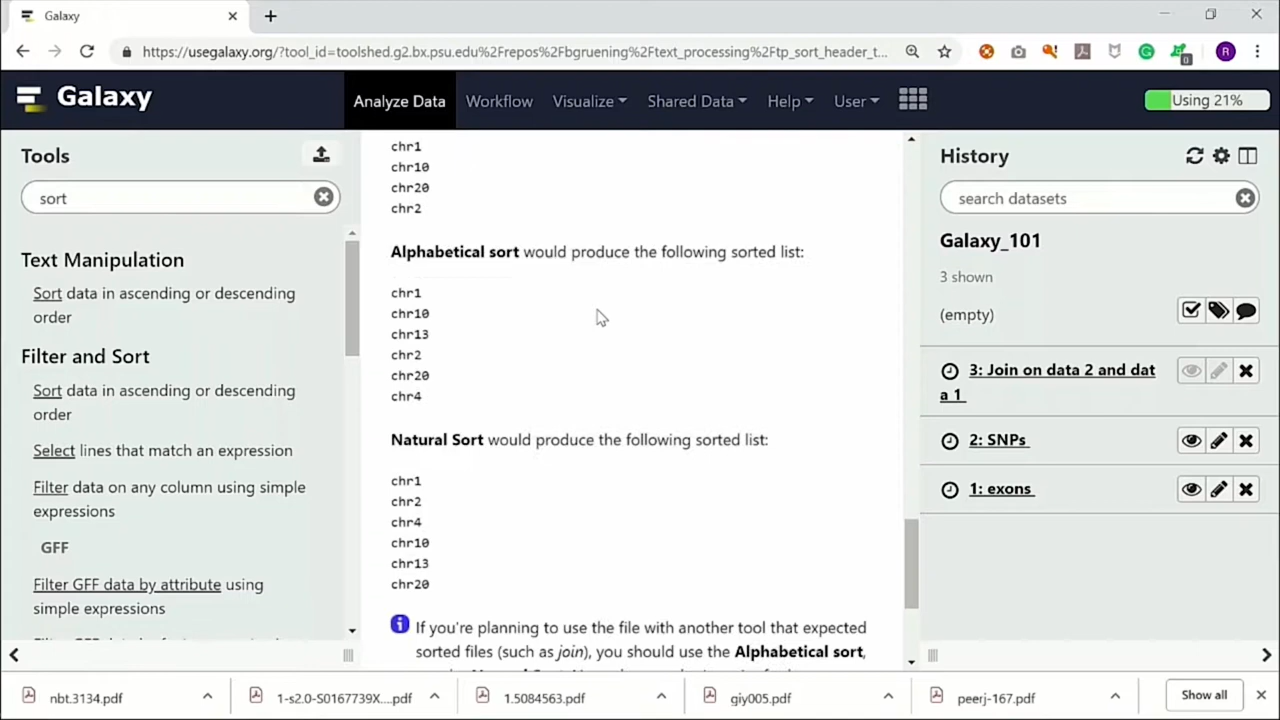 Galaxy
https://usegalaxy.org/?tool_id=toolshed.g2.bx.psu.edu%2Frepos%2Fbgruening%2Ftext_processing%2Ftp_sort_header_t...
0
R
Galaxy
Analyze Data
Workflow
Visualize
Shared Data
Help
User
Using 21%
Tools
sort
Text Manipulation
Sort data in ascending or descending
order
Filter and Sort
Sort data in ascending or descending
order
Select lines that match an expression
Filter data on any column using simple
expressions
GFF
Filter GFF data by attribute using
simple expressions
chr1
chr10
chr20
chr2
Alphabetical sort would produce the following sorted list:
chr1
chr10
chr13
chr2
chr20
chr4
Natural Sort would produce the following sorted list:
chr1
chr2
chr4
chr10
chr13
chr20
If you're planning to use the file with another tool that expected
sorted files (such as join), you should use the Alphabetical sort,
History
search datasets
Galaxy_101
3 shown
(empty)
3: Join on data 2 and dat
a 1
2: SNPs
1: exons
nbt.3134.pdf
1-s2.0-S0167739X....pdf
1.5084563.pdf
giy005.pdf
peerj-167.pdf
Show all